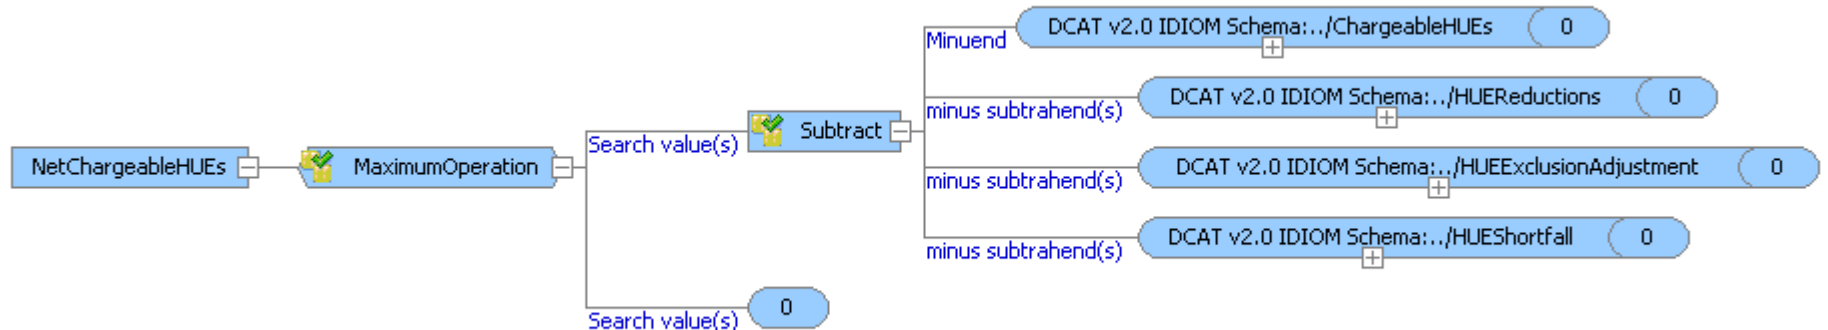 DCAT v2.0 IDIOM Schema:../ChargeableHUEs 0
Minuend
DCAT v2.0 IDIOM Schema:../HUEReductions 0
minus subtrahend(s)
Subtract
Search value(s)
NetChargeableHUEs
MaximumOperation
DCAT v2.0 IDIOM Schema:../HUEExclusionAdjustment 0
minus subtrahend(s)
DCAT v2.0 IDIOM Schema:../HUEShortfall 0
minus subtrahend(s)
0
Search value(s)